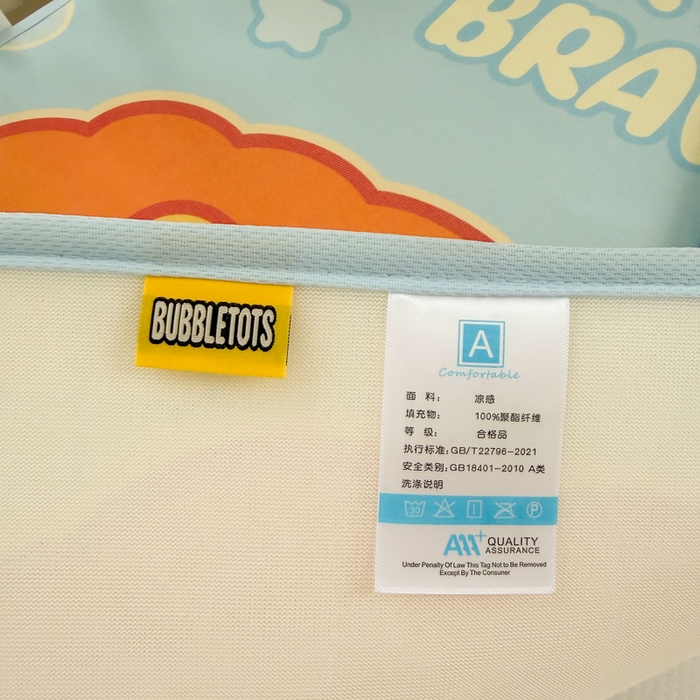 BRAV
BUBBLETOTS
A
Comfortable
面 料: 凉感
填充物: 100%聚酯纤维
等 级: 合格品
执行标准:GB/T22796-2021
安全类别:GB18401-2010 A类
洗涤说明
30 P
A+ QUALITY
ASSURANCE
Under Penalty Of Law This Tag Not to Be Removed
Except By The Consuner